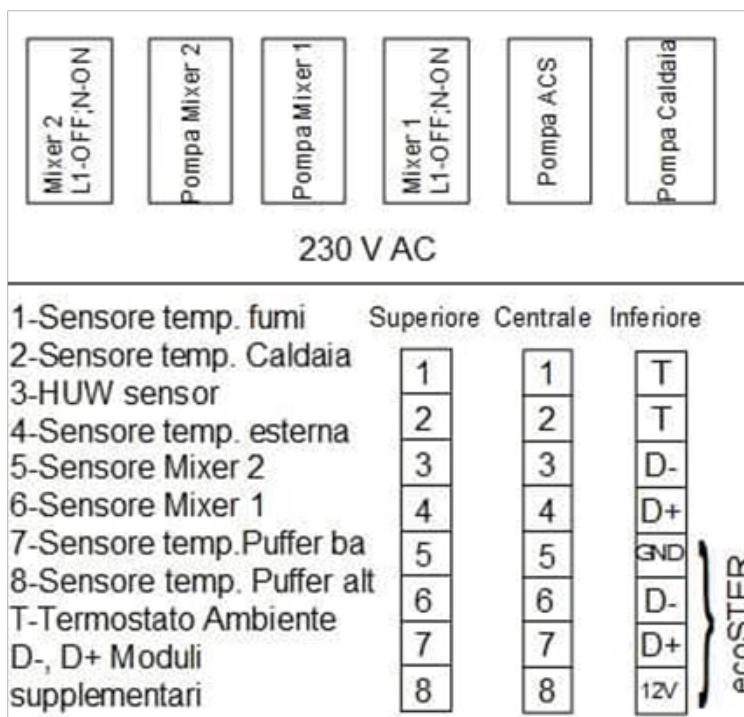 Mixer 2
L1-OFF;N-ON
Pompa Mixer 2
Pompa Mixer 1
Mixer 1
L1-OFF;N-ON
Pompa ACS
Pompa Caldaia
230 V AC
1-Sensore temp. fumi
2-Sensore temp. Caldaia
3-HUW sensor
4-Sensore temp. esterna
5-Sensore Mixer 2
6-Sensore Mixer 1
7-Sensore temp.Puffer ba
8-Sensore temp. Puffer alt
T-Termostato Ambiente
D-, D+ Moduli
supplementari
Superiore Centrale Inferiore
1 1 T
2 2 T
3 3 D-
4 4 D+
5 5 GND
6 6 D-
7 7 D+
8 8 12V
ecoSTER